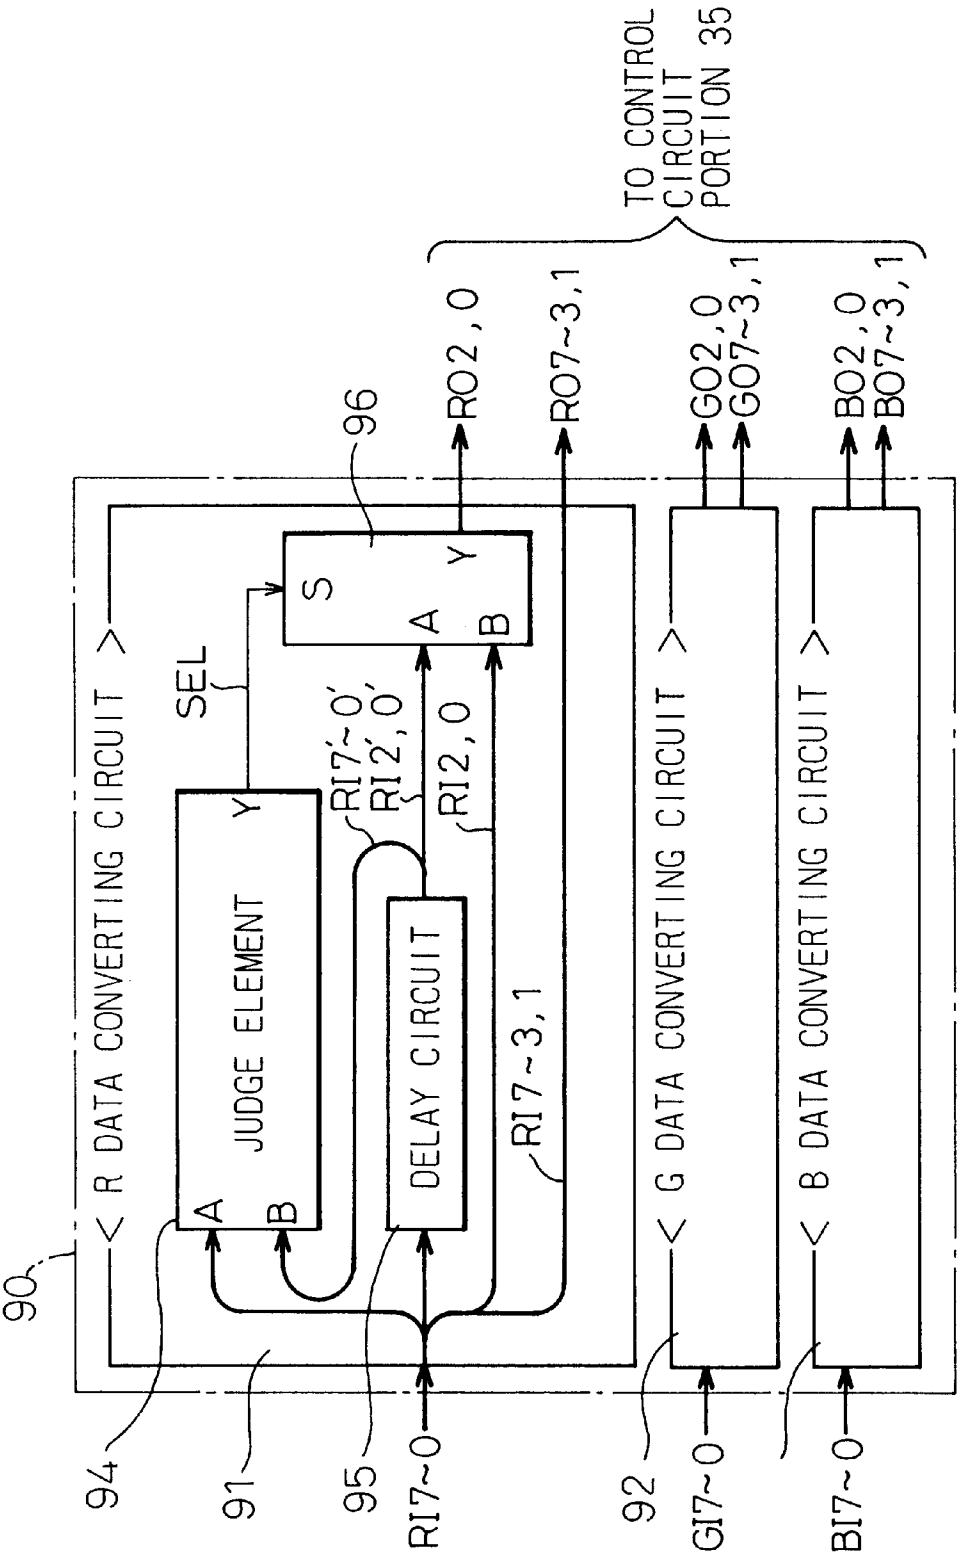 90
94
91
95
RI7~0
92
GI7~0
BI7~0
< R DATA CONVERTING CIRCUIT >
A
B
JUDGE ELEMENT
Y
SEL
DELAY CIRCUIT
RI7'~0'
RI2',0'
RI2,0
RI7~3,1
S
A
B
Y
96
RO2,0
RO7~3,1
< G DATA CONVERTING CIRCUIT >
GO2,0
GO7~3,1
< B DATA CONVERTING CIRCUIT >
BO2,0
BO7~3,1
TO CONTROL
CIRCUIT
PORTION 35